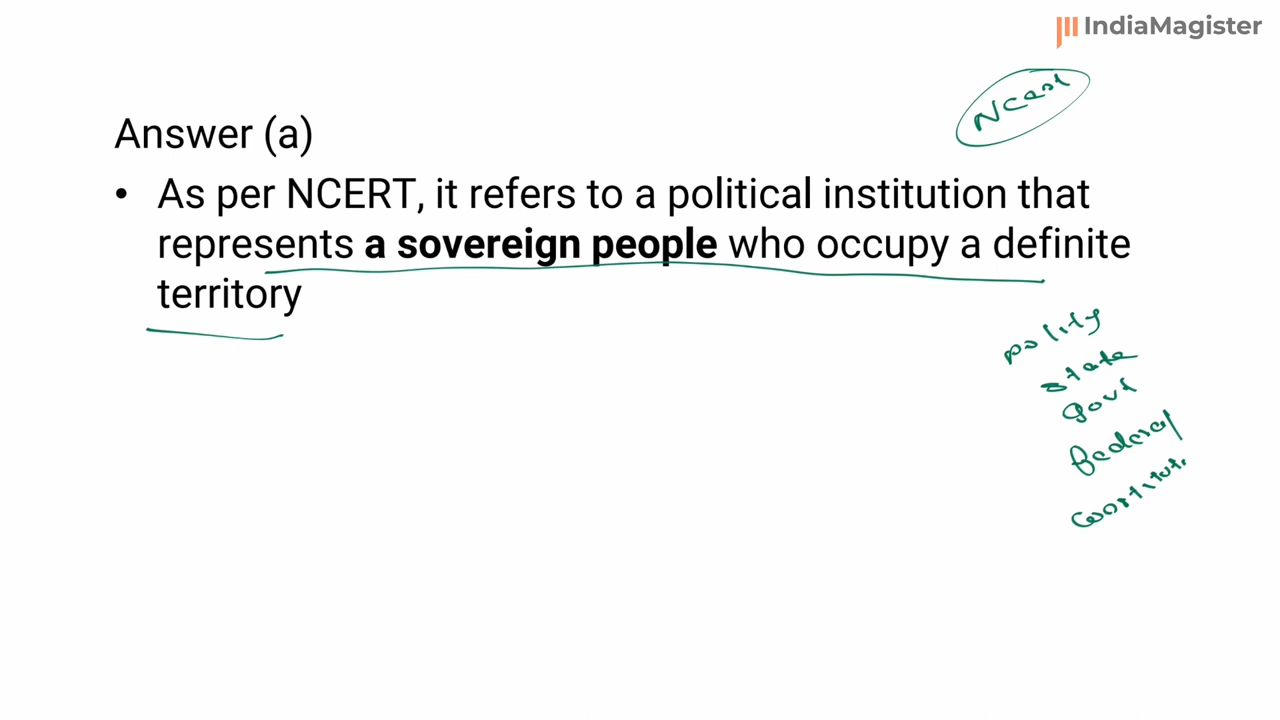 IndiaMagister
Ncert
Answer (a)
• As per NCERT, it refers to a political institution that
represents a sovereign people who occupy a definite
territory
polity
state
govt
federal